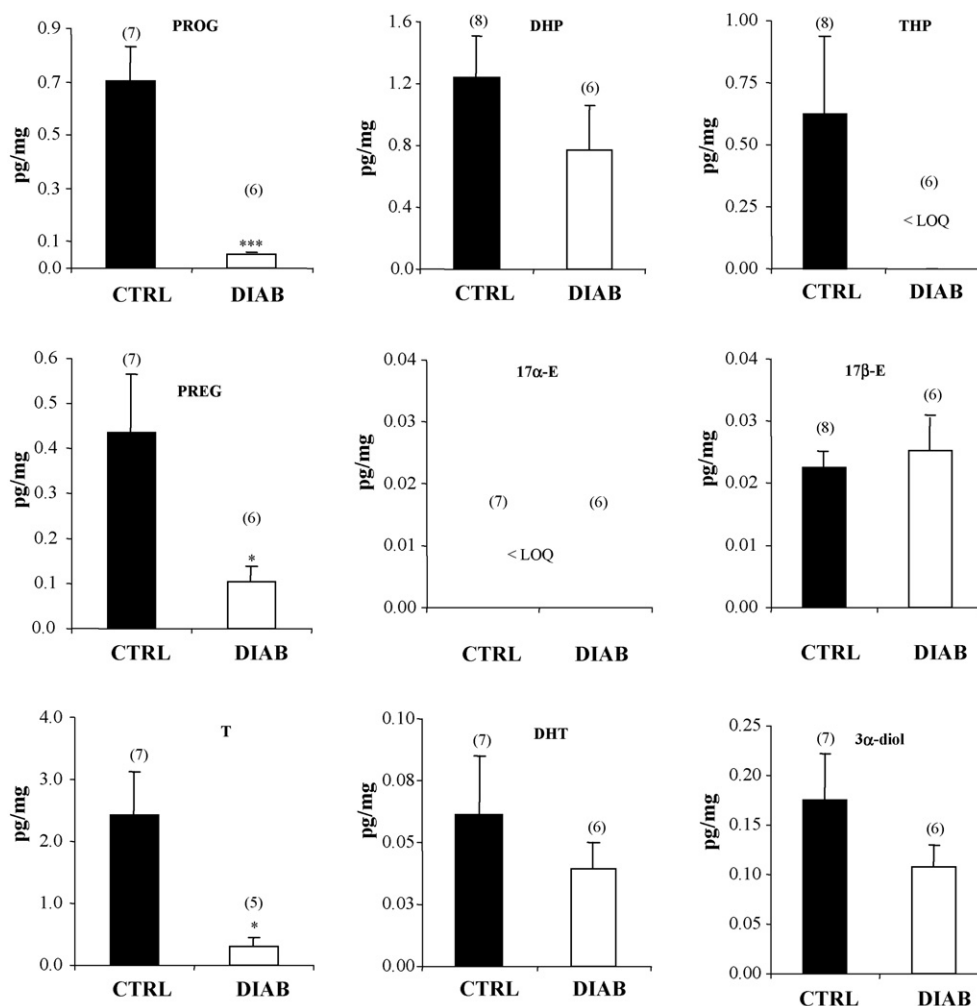 PROG
(7)
0.9
0.7
0.5
0.3
0.1
0.0
pg/mg
(6)
***
CTRL DIAB
DHP
(8)
1.6
1.2
0.8
0.4
0.0
pg/mg
(6)
CTRL DIAB
THP
(8)
1.00
0.75
0.50
0.25
0.00
pg/mg
(6)
< LOQ
CTRL DIAB
PREG
(7)
0.6
0.5
0.4
0.3
0.2
0.1
0.0
pg/mg
(6)
*
CTRL DIAB
17α-E
0.04
0.03
0.02
0.01
0.00
pg/mg
(7) (6)
< LOQ
CTRL DIAB
17β-E
0.04
0.03
0.02
0.01
0.00
pg/mg
(8)
(6)
CTRL DIAB
T
(7)
4.0
3.0
2.0
1.0
0.0
pg/mg
(5)
*
CTRL DIAB
DHT
(7)
0.10
0.08
0.05
0.03
0.00
pg/mg
(6)
CTRL DIAB
3α-diol
(7)
0.25
0.20
0.15
0.10
0.05
0.00
pg/mg
(6)
CTRL DIAB